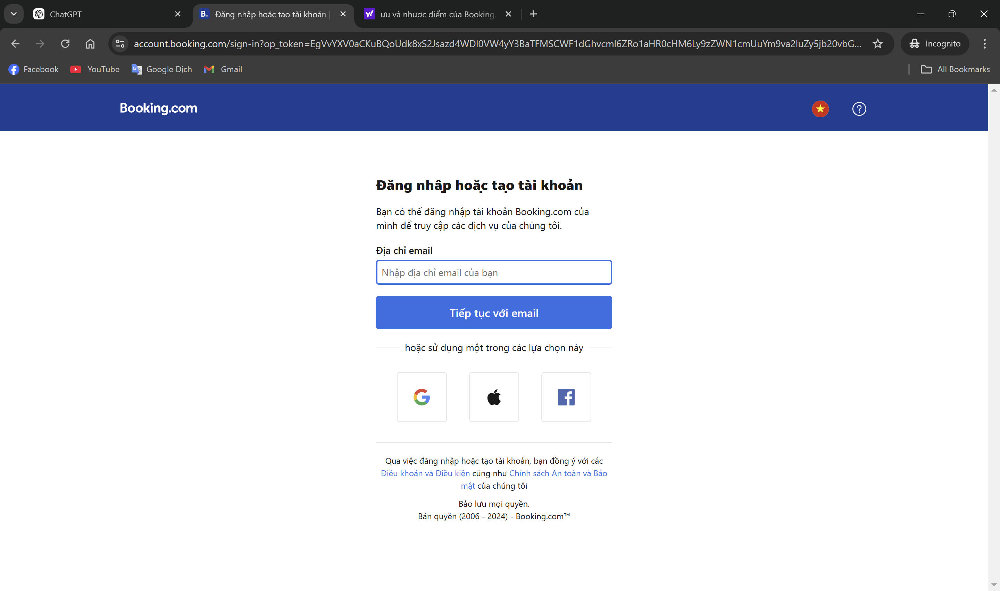 ChatGPT
B. Đăng nhập hoặc tạo tài khoản
y! ưu và nhược điểm của Booking.
account.booking.com/sign-in?op_token=EgVvYXV0aCKuBQoUdk8xS2Jsazd4WDl0VW4yY3BaTFMSCWF1dGhvcml6ZRo1aHR0cHM6Ly9zZWN1cmUuYm9va2luZy5jb20vbG...
Incognito
Facebook
YouTube
Google Dịch
Gmail
All Bookmarks
Booking.com
Đăng nhập hoặc tạo tài khoản
Bạn có thể đăng nhập tài khoản Booking.com của
mình để truy cập các dịch vụ của chúng tôi.
Địa chỉ email
Nhập địa chỉ email của bạn
Tiếp tục với email
hoặc sử dụng một trong các lựa chọn này
Qua việc đăng nhập hoặc tạo tài khoản, bạn đồng ý với các
Điều khoản và Điều kiện cũng như Chính sách An toàn và Bảo
mật của chúng tôi
Bảo lưu mọi quyền.
Bản quyền (2006 - 2024) - Booking.com™